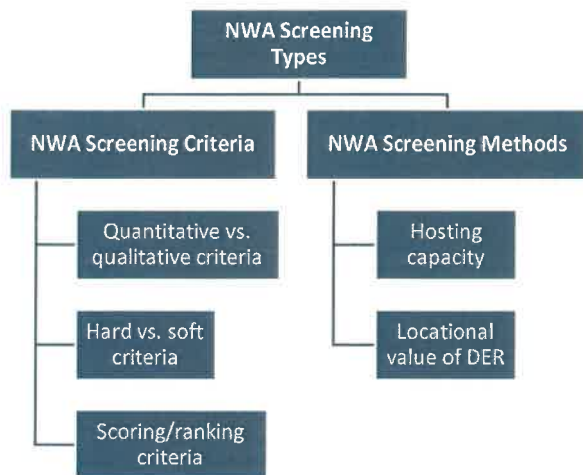 NWA Screening
Types
NWA Screening Criteria
NWA Screening Methods
Quantitative vs.
qualitative criteria
Hosting
capacity
Hard vs. soft
criteria
Locational
value of DER
Scoring/ranking
criteria